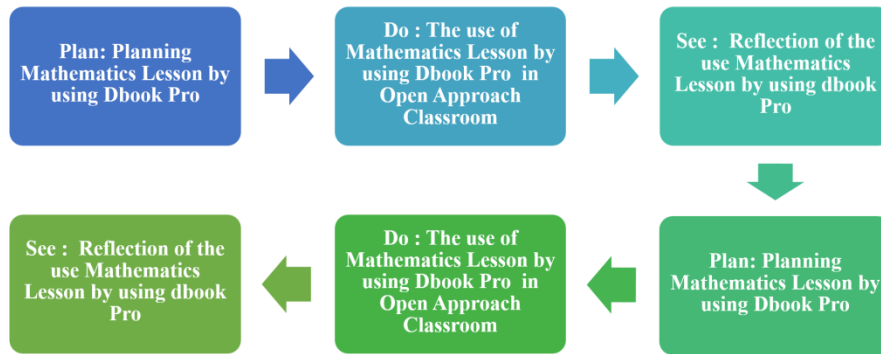 Plan: Planning
Mathematics Lesson by
using Dbook Pro
Do : The use of
Mathematics Lesson by
using Dbook Pro in
Open Approach
Classroom
See : Reflection of the
use Mathematics
Lesson by using dbook
Pro
Plan: Planning
Mathematics Lesson by
using Dbook Pro
Do : The use of
Mathematics Lesson by
using Dbook Pro in
Open Approach
Classroom
See : Reflection of the
use Mathematics
Lesson by using dbook
Pro